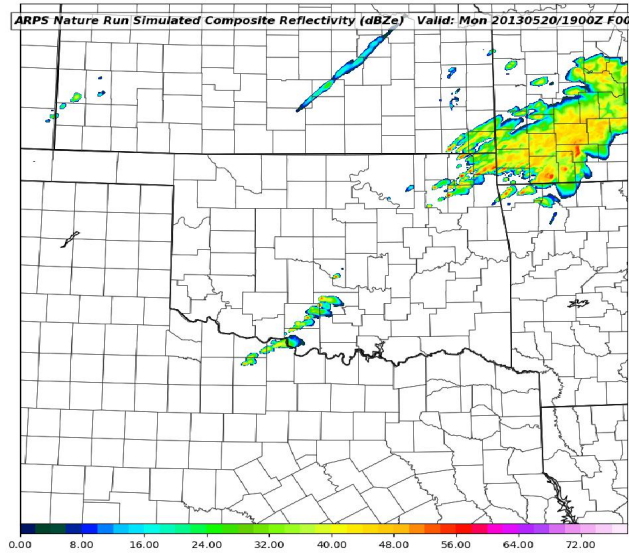 ARPS Nature Run Simulated Composite Reflectivity (dBZe) Valid: Mon 20130520/1900Z F00
0.00 8.00 16.00 24.00 32.00 40.00 48.00 56.00 64.00 72.00